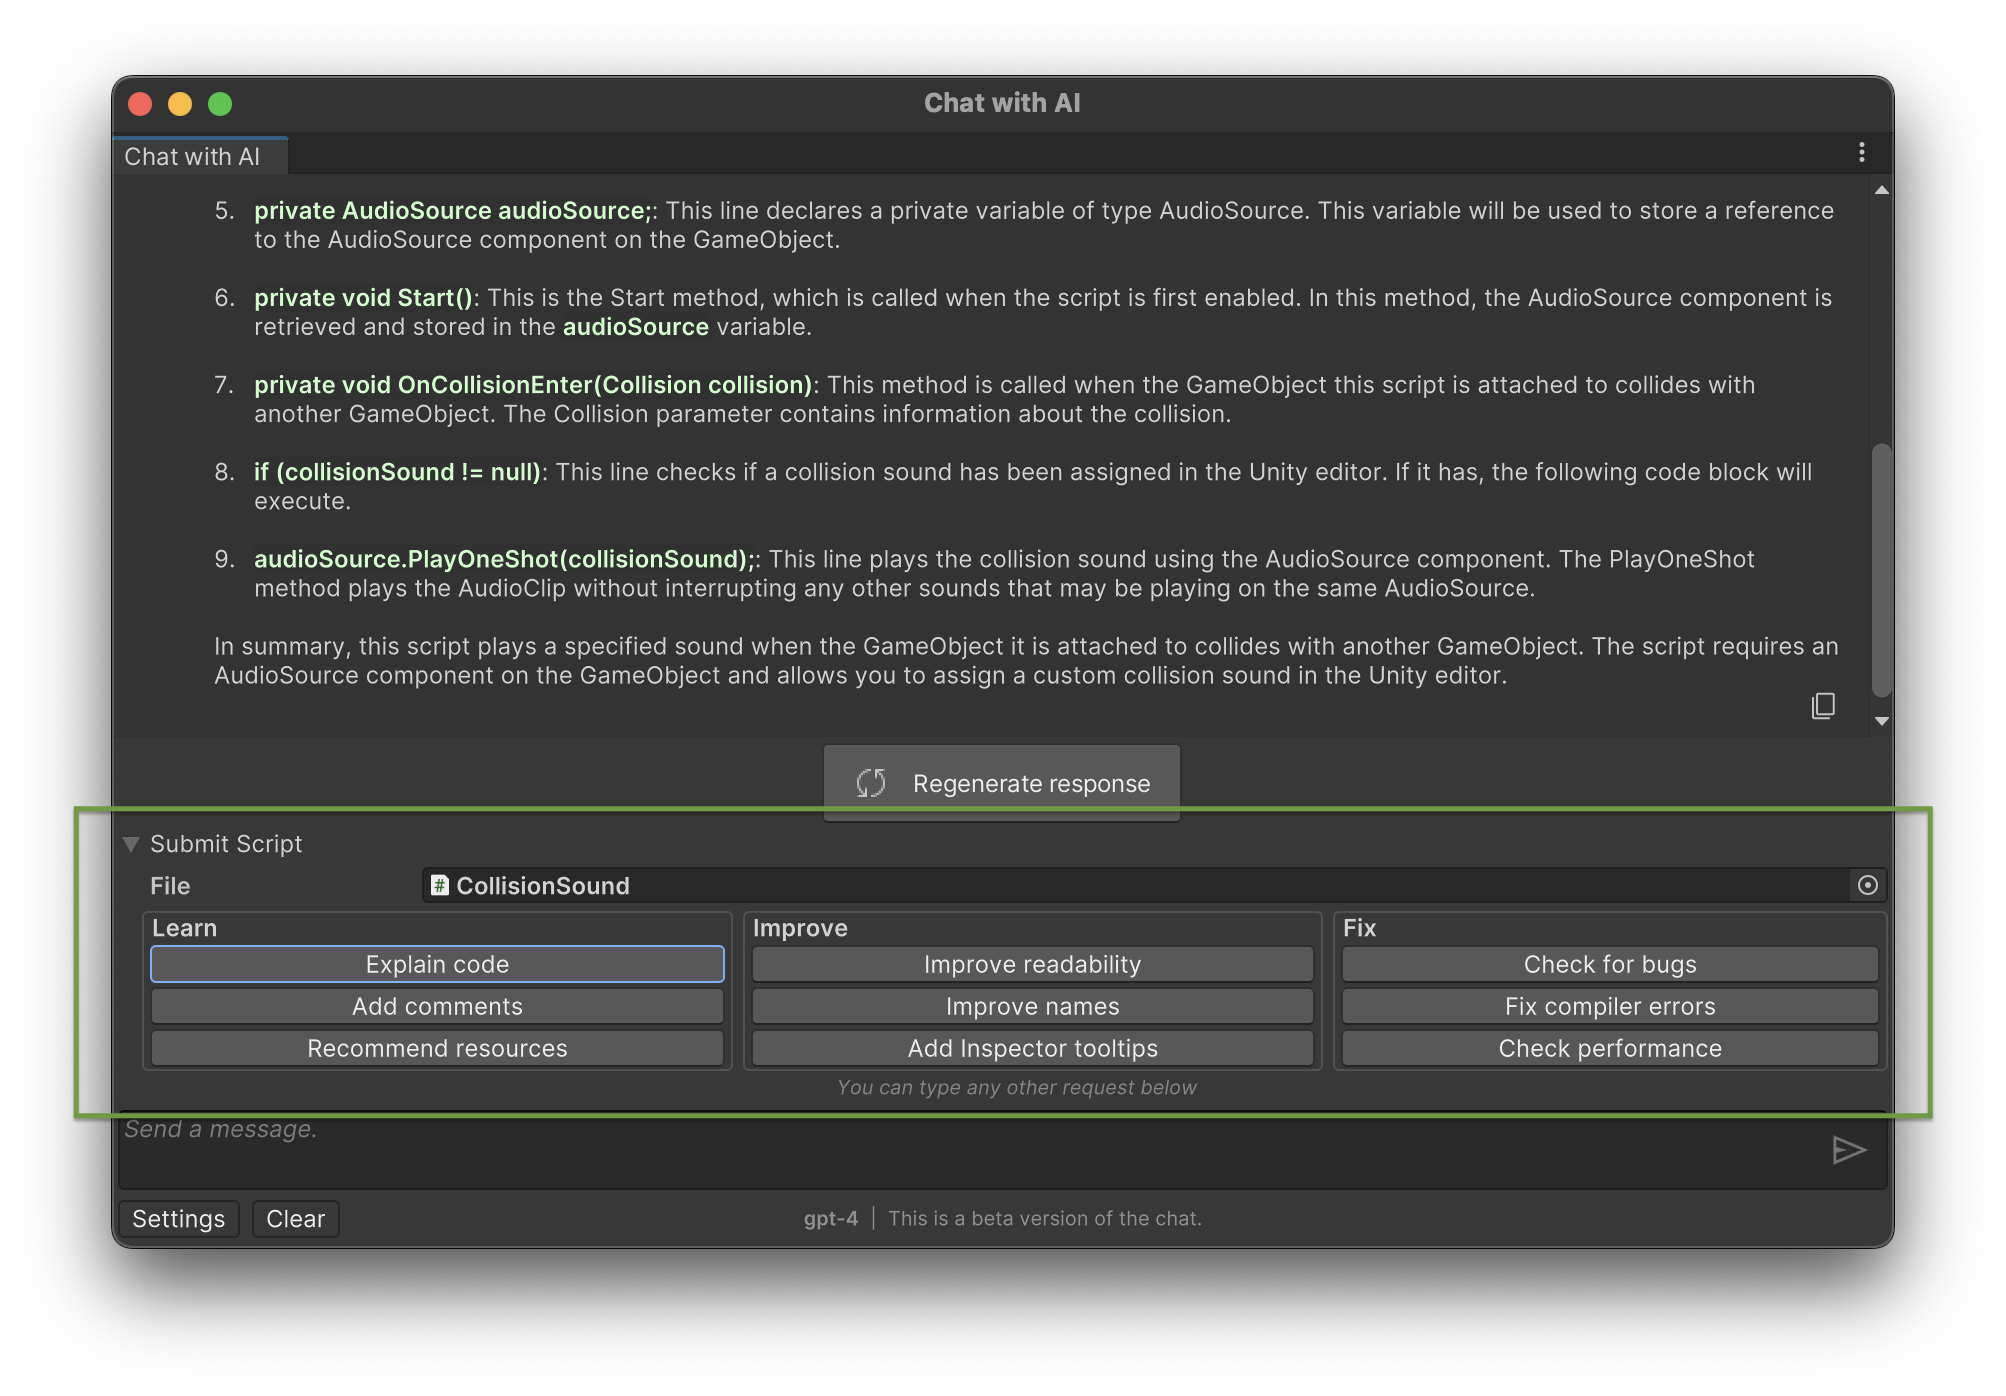 Chat with AI
Chat with AI
5. private AudioSource audioSource;: This line declares a private variable of type AudioSource. This variable will be used to store a reference
to the AudioSource component on the GameObject.
6. private void Start(): This is the Start method, which is called when the script is first enabled. In this method, the AudioSource component is
retrieved and stored in the audioSource variable.
7. private void OnCollisionEnter(Collision collision): This method is called when the GameObject this script is attached to collides with
another GameObject. The Collision parameter contains information about the collision.
8. if (collisionSound != null): This line checks if a collision sound has been assigned in the Unity editor. If it has, the following code block will
execute.
9. audioSource.PlayOneShot(collisionSound);: This line plays the collision sound using the AudioSource component. The PlayOneShot
method plays the AudioClip without interrupting any other sounds that may be playing on the same AudioSource.
In summary, this script plays a specified sound when the GameObject it is attached to collides with another GameObject. The script requires an
AudioSource component on the GameObject and allows you to assign a custom collision sound in the Unity editor.
Regenerate response
Submit Script
File # CollisionSound
Learn Improve Fix
Explain code Improve readability Check for bugs
Add comments Improve names Fix compiler errors
Recommend resources Add Inspector tooltips Check performance
You can type any other request below
Send a message.
Settings Clear gpt-4 | This is a beta version of the chat.